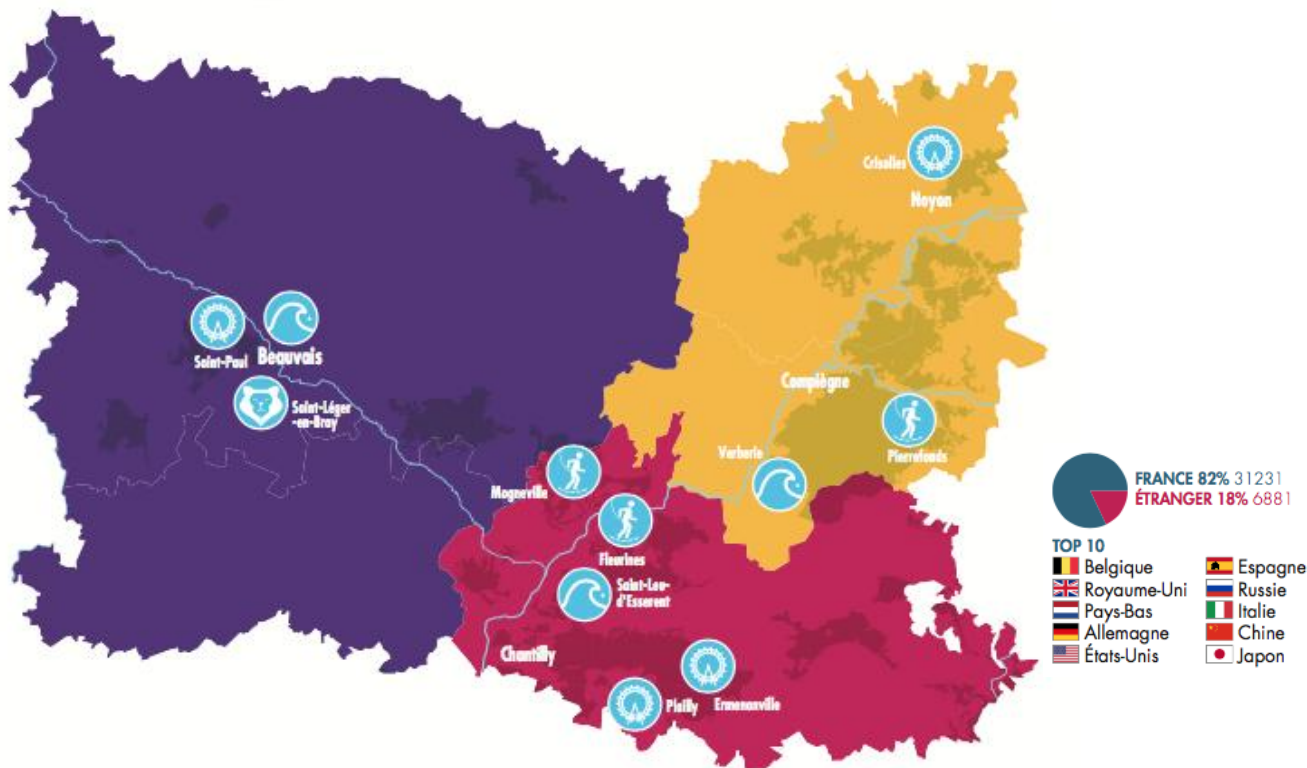 Crisolles
Noyon
Saint-Paul
Beauvais
Saint-Léger
-en-Bray
Compiègne
Pierrefonds
Verberie
Mogneville
Fleurines
Saint-Leu-
d'Esserent
Chantilly
Plailly
Ermenonville
FRANCE 82% 31231
ÉTRANGER 18% 6881
TOP 10
Belgique
Royaume-Uni
Pays-Bas
Allemagne
États-Unis
Espagne
Russie
Italie
Chine
Japon